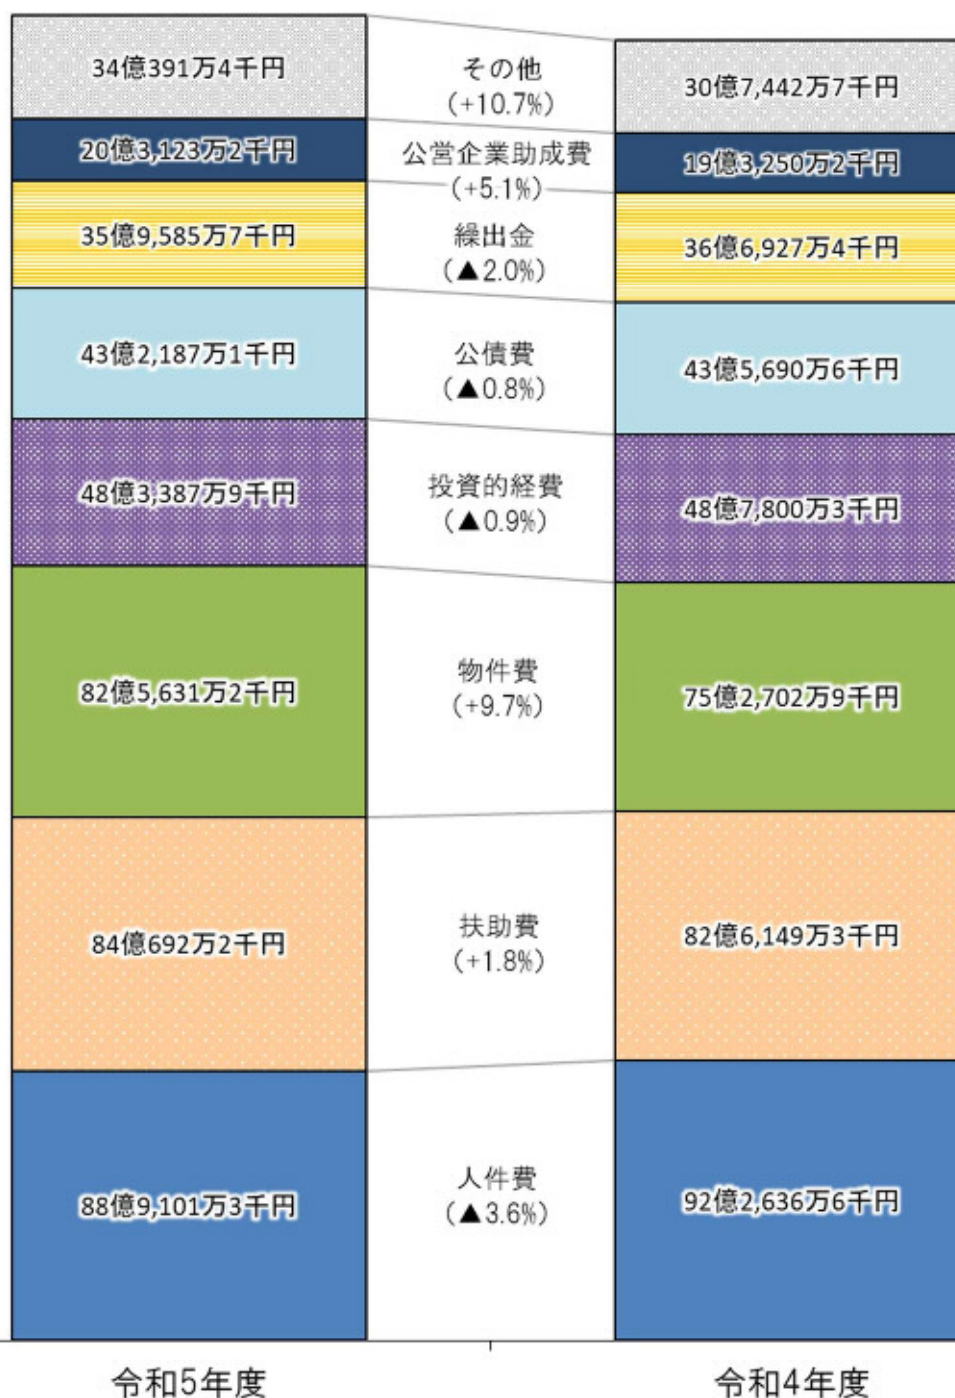 34億391万4千円
その他
(+10.7%)
30億7,442万7千円
20億3,123万2千円
公営企業助成費
(+5.1%)
19億3,250万2千円
35億9,585万7千円
繰出金
(▲2.0%)
36億6,927万4千円
43億2,187万1千円
公債費
(▲0.8%)
43億5,690万6千円
48億3,387万9千円
投資的経費
(▲0.9%)
48億7,800万3千円
82億5,631万2千円
物件費
(+9.7%)
75億2,702万9千円
84億692万2千円
扶助費
(+1.8%)
82億6,149万3千円
88億9,101万3千円
人件費
(▲3.6%)
92億2,636万6千円
令和5年度
令和4年度